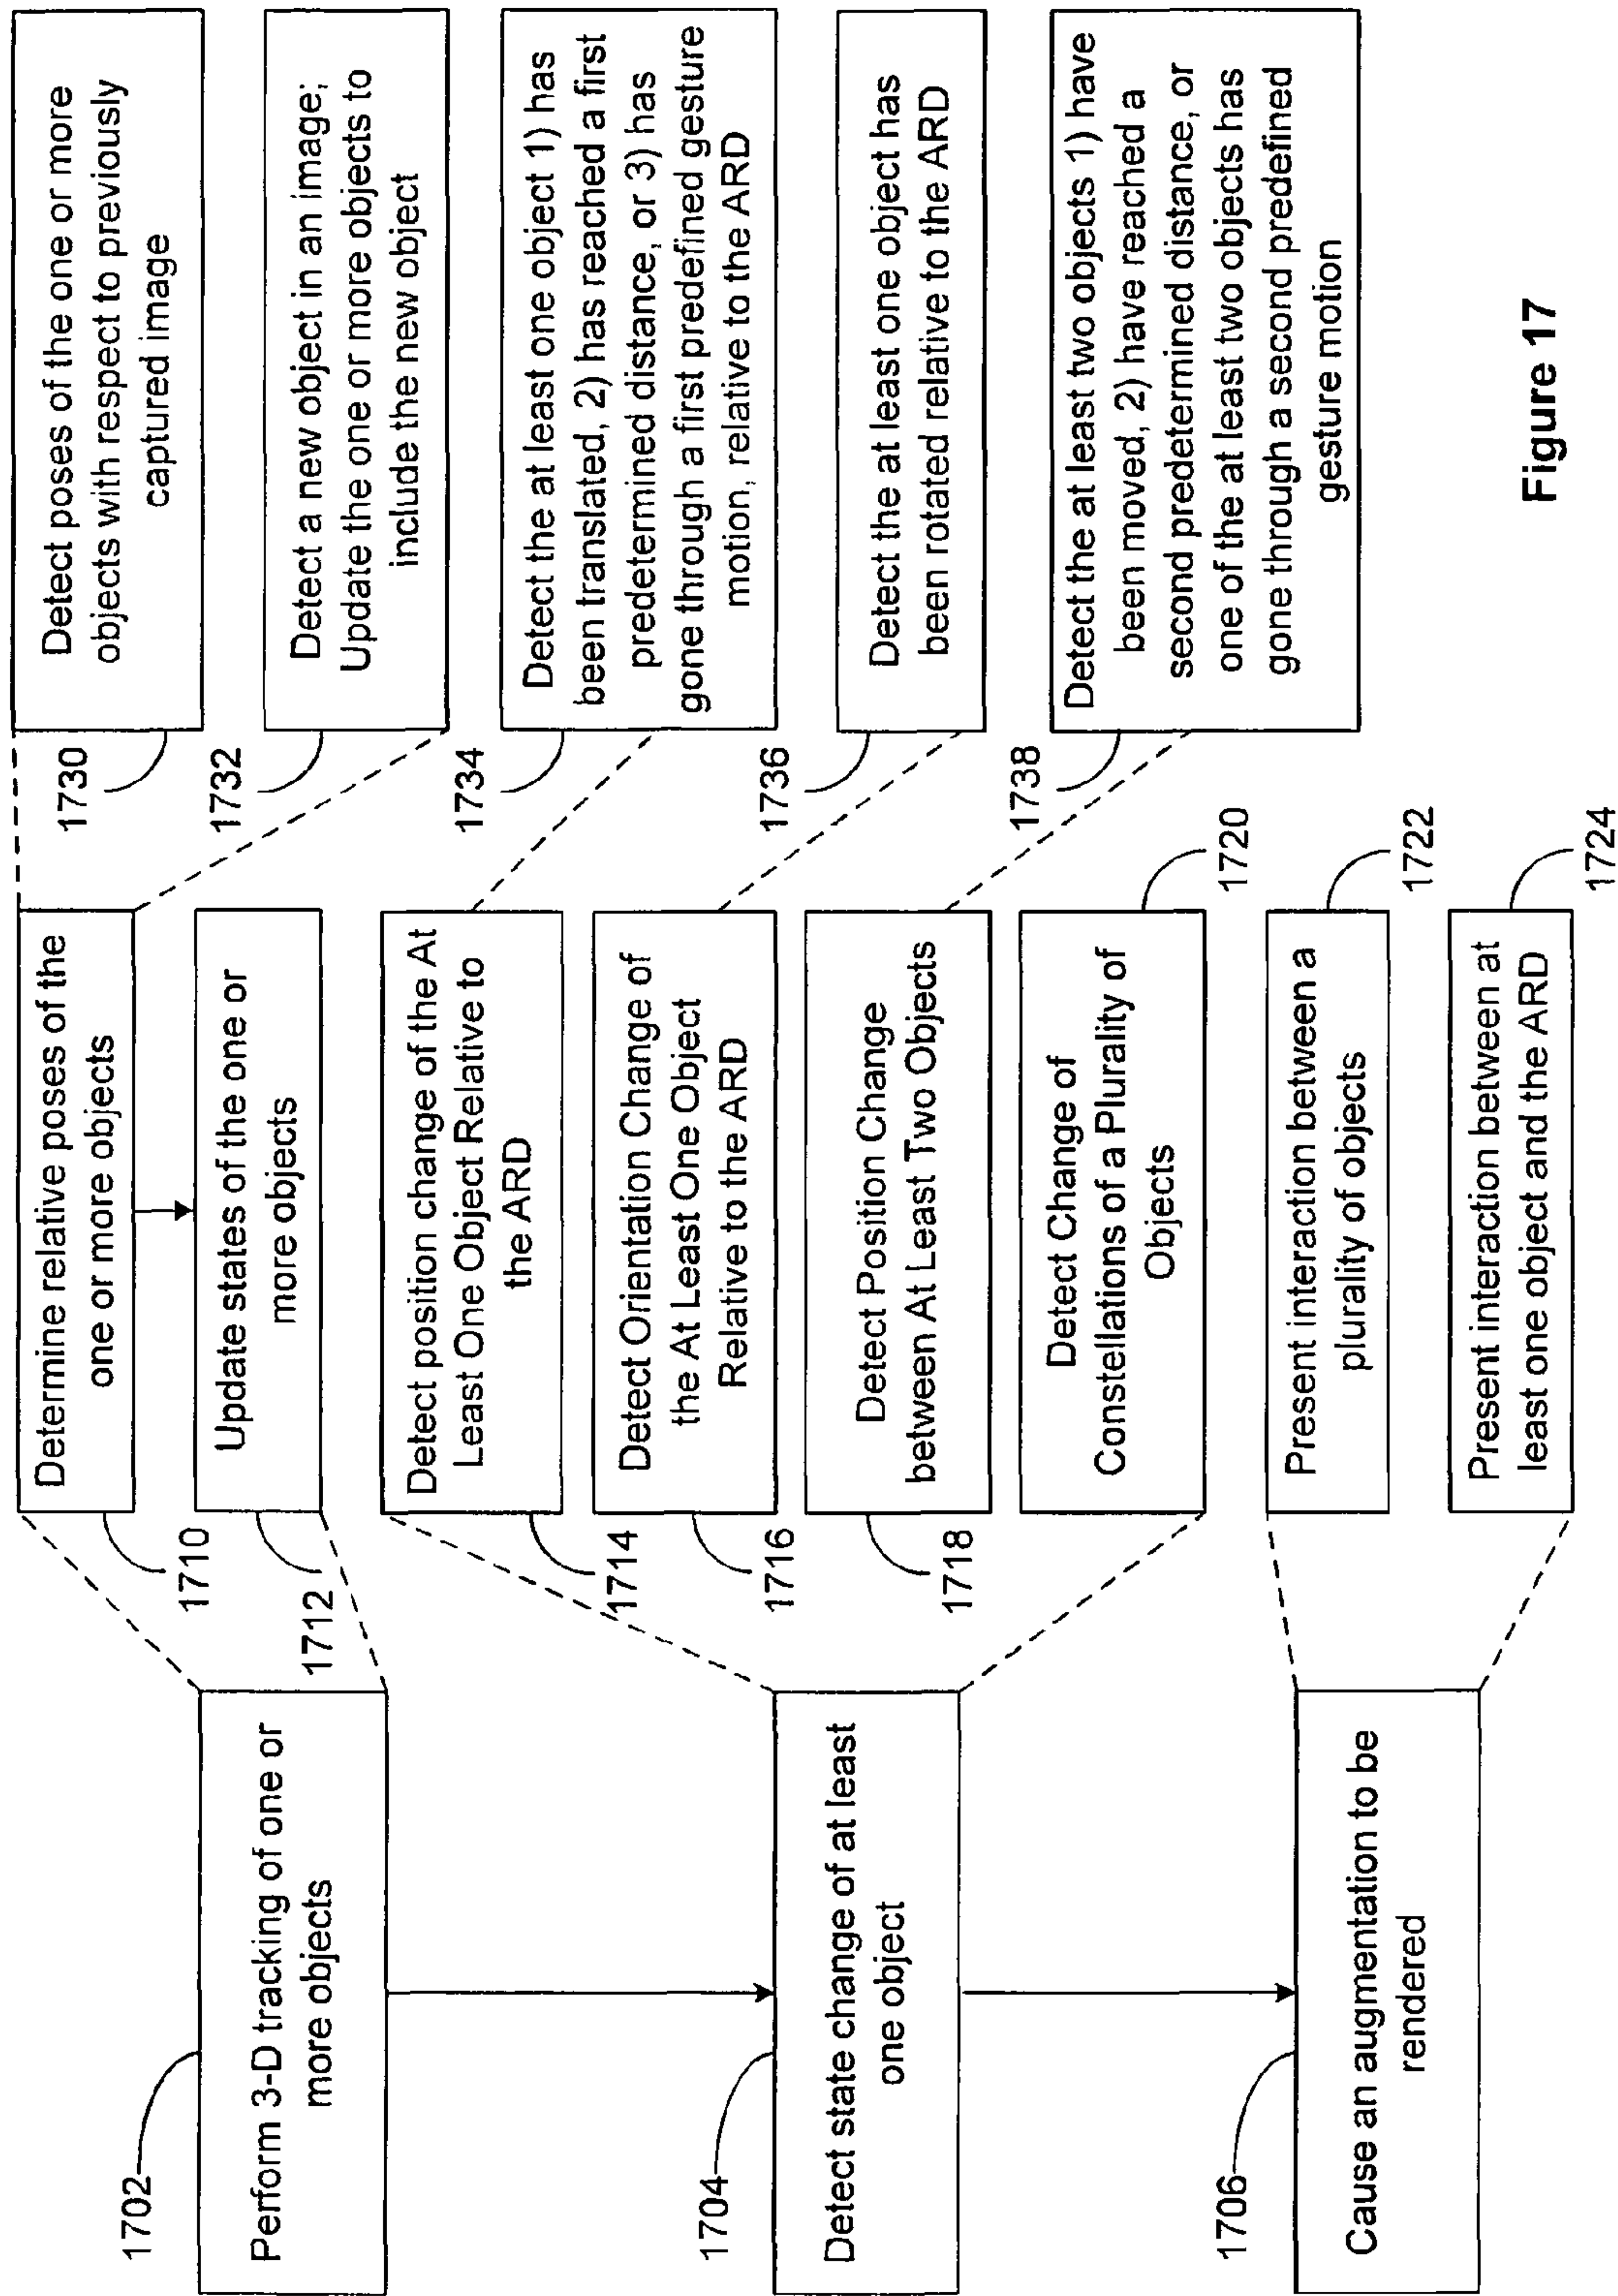 1702
Perform 3-D tracking of one or
more objects
1704
Detect state change of at least
one object
1706
Cause an augmentation to be
rendered
Determine relative poses of the
one or more objects
1710
Update states of the one or
more objects
1712
Detect position change of the At
Least One Object Relative to
the ARD
1714
Detect Orientation Change of
the At Least One Object
Relative to the ARD
1716
Detect Position Change
between At Least Two Objects
1718
Detect Change of
Constellations of a Plurality of
Objects
1720
Present interaction between a
plurality of objects
1722
Present interaction between at
least one object and the ARD
1724
Detect poses of the one or more
objects with respect to previously
captured image
1730
Detect a new object in an image;
Update the one or more objects to
include the new object
1732
Detect the at least one object 1) has
been translated, 2) has reached a first
predetermined distance, or 3) has
gone through a first predefined gesture
motion, relative to the ARD
1734
Detect the at least one object has
been rotated relative to the ARD
1736
Detect the at least two objects 1) have
been moved, 2) have reached a
second predetermined distance, or
one of the at least two objects has
gone through a second predefined
gesture motion
1738
Figure 17